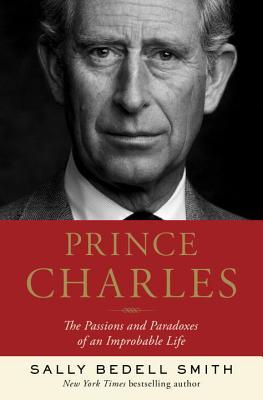 PRINCE
CHARLES
The Passions and Paradoxes
of an Improbable Life
SALLY BEDELL SMITH
New York Times bestselling author